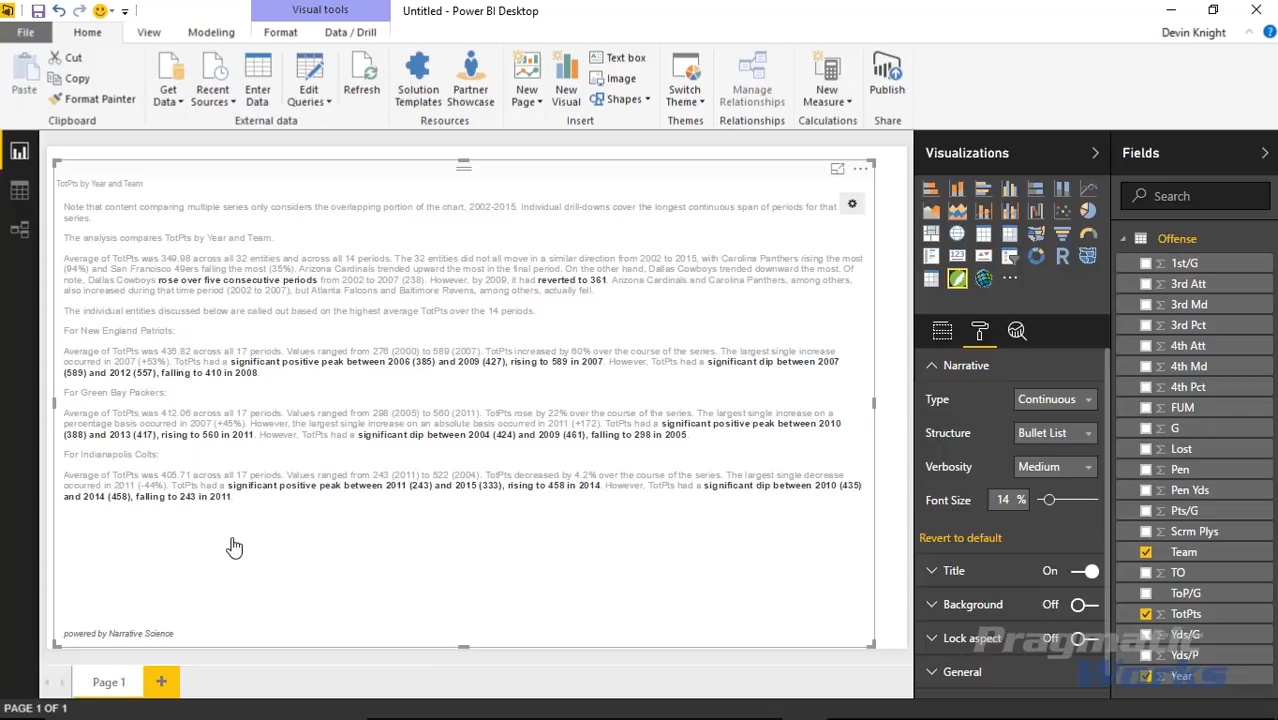 Visual tools
Untitled - Power BI Desktop
File
Home
View
Modeling
Format
Data / Drill
Devin Knight
Paste
Cut
Copy
Format Painter
Clipboard
Get Data
Recent Sources
Enter Data
Edit Queries
Refresh
External data
Solution Templates
Partner Showcase
Resources
New Page
New Visual
Text box
Image
Shapes
Insert
Switch Theme
Themes
Manage Relationships
Relationships
New Measure
Calculations
Publish
Share
TotPts by Year and Team
Note that content comparing multiple series only considers the overlapping portion of the chart, 2002-2015. Individual drill-downs cover the longest continuous span of periods for that
series.
The analysis compares TotPts by Year and Team.
Average of TotPts was 349.98 across all 32 entities and across all 14 periods. The 32 entities did not all move in a similar direction from 2002 to 2015, with Carolina Panthers rising the most
(94%) and San Francisco 49ers falling the most (35%). Arizona Cardinals trended upward the most in the final period. On the other hand, Dallas Cowboys trended downward the most. Of
note, Dallas Cowboys rose over five consecutive periods from 2002 to 2007 (238). However, by 2009, it had reverted to 361. Arizona Cardinals and Carolina Panthers, among others,
also increased during that time period (2002 to 2007), but Atlanta Falcons and Baltimore Ravens, among others, actually fell.
The individual entities discussed below are called out based on the highest average TotPts over the 14 periods.
For New England Patriots:
Average of TotPts was 435.82 across all 17 periods. Values ranged from 276 (2000) to 589 (2007). TotPts increased by 60% over the course of the series. The largest single increase
occurred in 2007 (+53%). TotPts had a significant positive peak between 2006 (385) and 2009 (427), rising to 589 in 2007. However, TotPts had a significant dip between 2007
(589) and 2012 (557), falling to 410 in 2008.
For Green Bay Packers:
Average of TotPts was 412.06 across all 17 periods. Values ranged from 298 (2005) to 560 (2011). TotPts rose by 22% over the course of the series. The largest single increase on a
percentage basis occurred in 2007 (+45%). However, the largest single increase on an absolute basis occurred in 2011 (+172). TotPts had a significant positive peak between 2010
(388) and 2013 (417), rising to 560 in 2011. However, TotPts had a significant dip between 2004 (424) and 2009 (461), falling to 298 in 2005.
For Indianapolis Colts:
Average of TotPts was 405.71 across all 17 periods. Values ranged from 243 (2011) to 522 (2004). TotPts decreased by 4.2% over the course of the series. The largest single decrease
occurred in 2011 (-44%). TotPts had a significant positive peak between 2011 (243) and 2015 (333), rising to 458 in 2014. However, TotPts had a significant dip between 2010 (435)
and 2014 (458), falling to 243 in 2011.
powered by Narrative Science
Page 1
PAGE 1 OF 1
Visualizations
Narrative
Type Continuous
Structure Bullet List
Verbosity Medium
Font Size 14 %
Revert to default
Title On
Background Off
Lock aspect Off
General
Fields
Search
Offense
1st/G
3rd Att
3rd Md
3rd Pct
4th Att
4th Md
4th Pct
FUM
G
Lost
Pen
Pen Yds
Pts/G
Scrm Plys
Team
TO
ToP/G
TotPts
Yds/G
Yds/P
Year
Pragmatic
Works